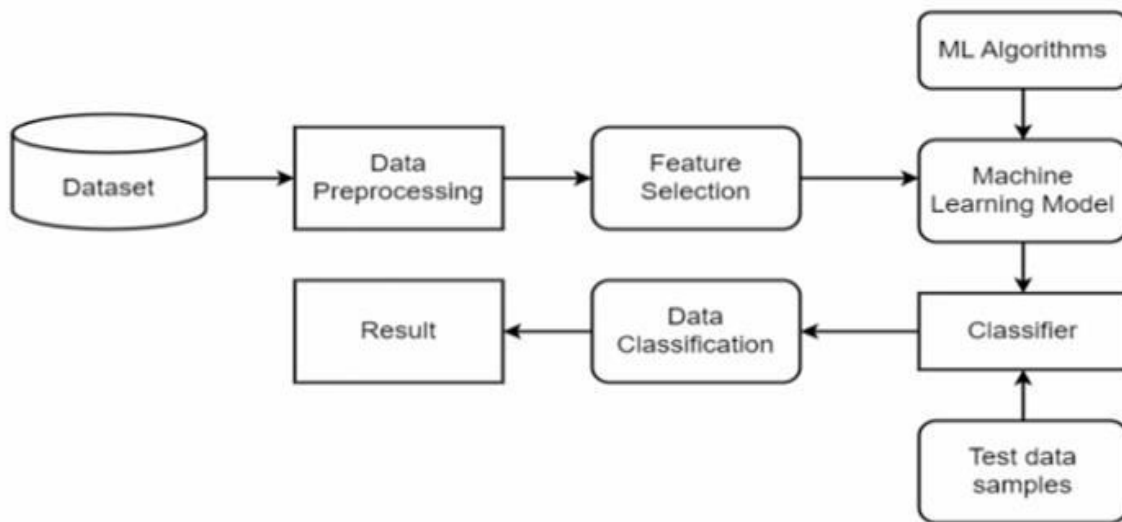 ML Algorithms
Dataset
Data
Preprocessing
Feature
Selection
Machine
Learning Model
Result
Data
Classification
Classifier
Test data
samples